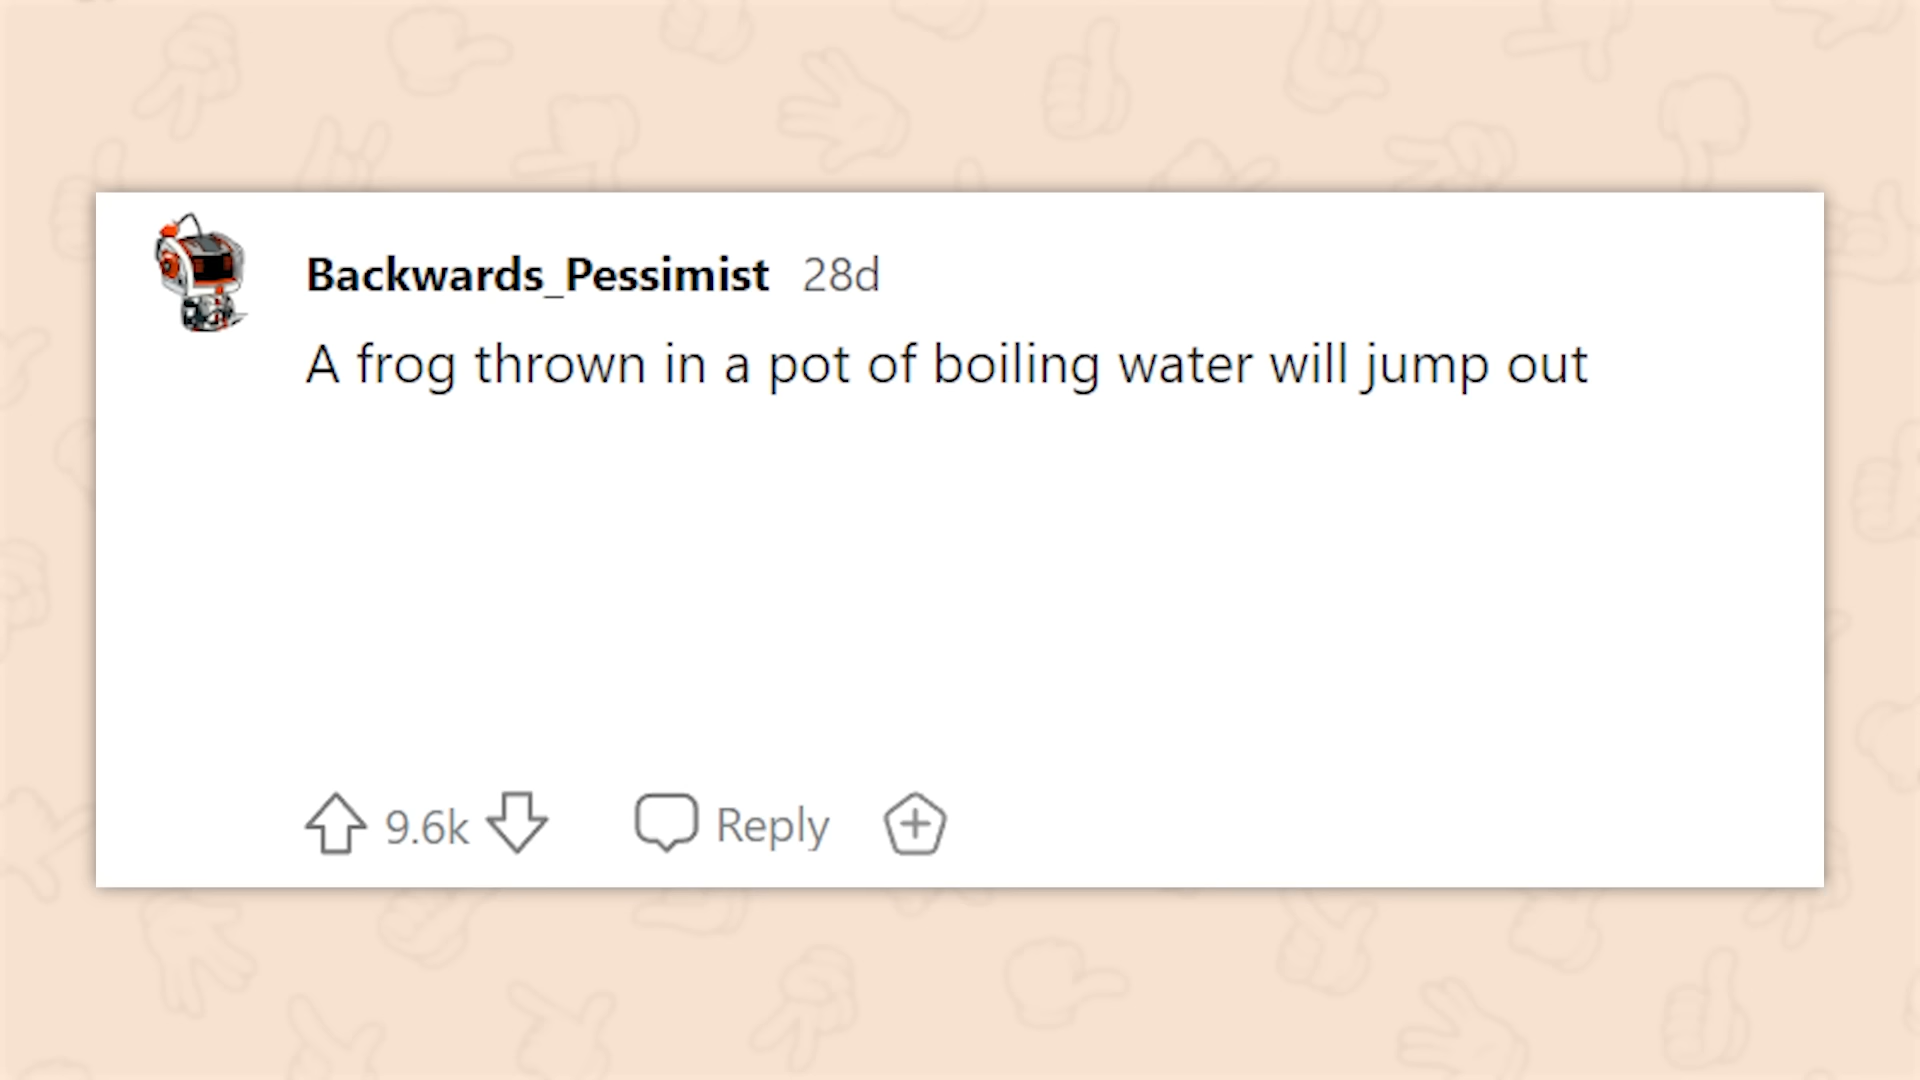 Backwards_Pessimist 28d
A frog thrown in a pot of boiling water will jump out
9.6k Reply